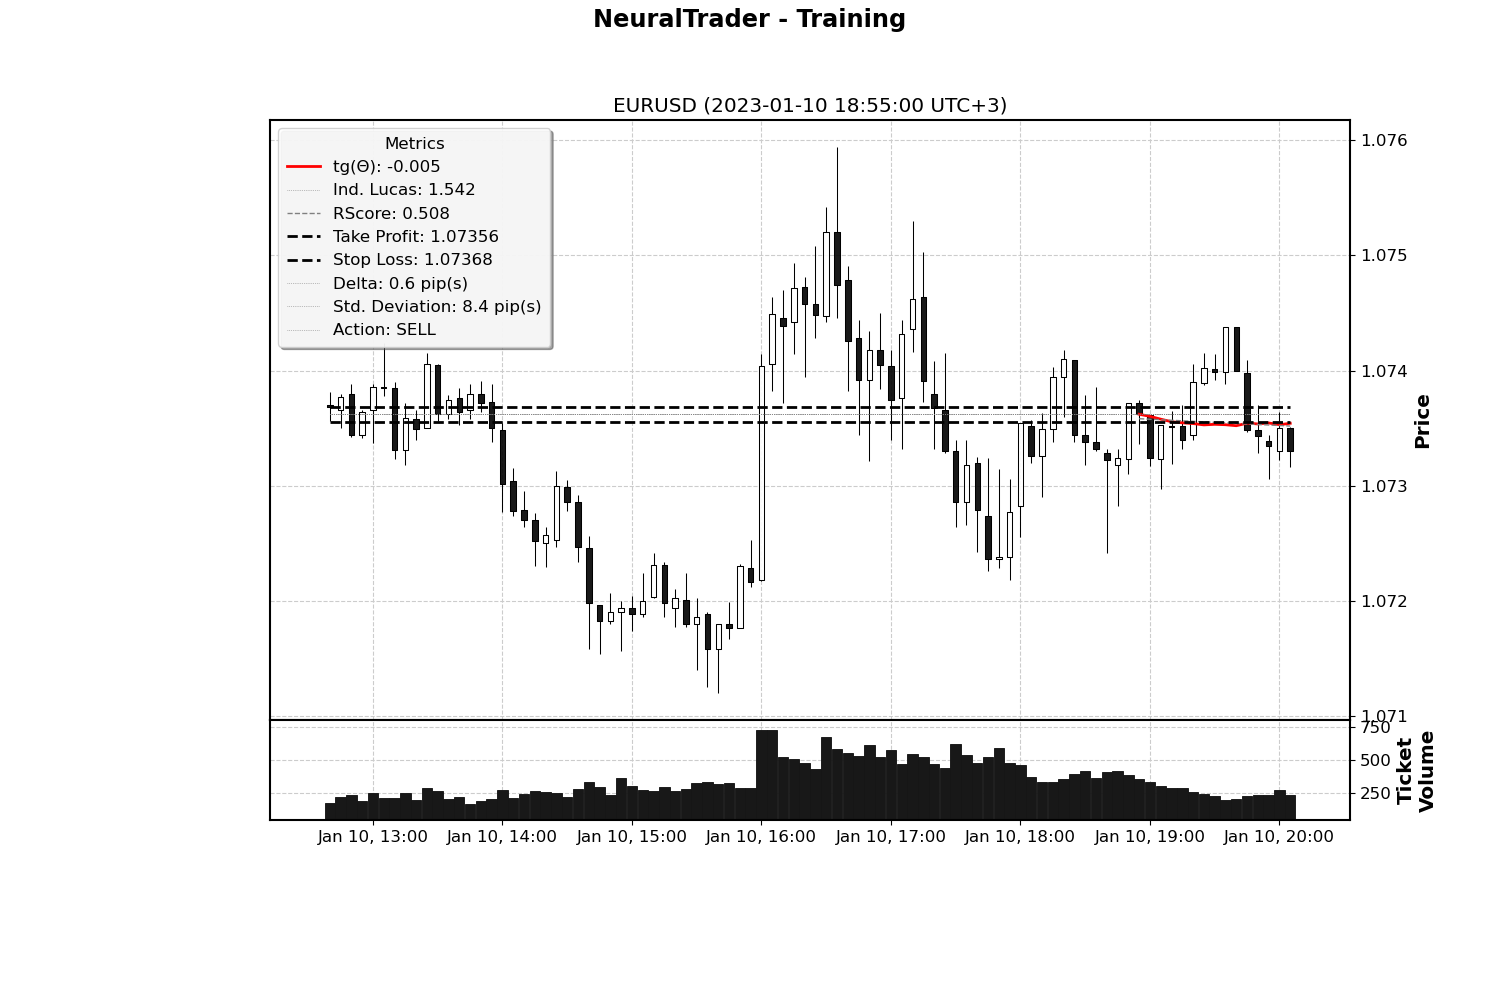 NeuralTrader - Training
EURUSD (2023-01-10 18:55:00 UTC+3)
Metrics
tg(Θ): -0.005
Ind. Lucas: 1.542
RScore: 0.508
Take Profit: 1.07356
Stop Loss: 1.07368
Delta: 0.6 pip(s)
Std. Deviation: 8.4 pip(s)
Action: SELL
1.076
1.075
1.074
1.073
1.072
1.071
Price
750
500
250
Ticket
Volume
Jan 10, 13:00
Jan 10, 14:00
Jan 10, 15:00
Jan 10, 16:00
Jan 10, 17:00
Jan 10, 18:00
Jan 10, 19:00
Jan 10, 20:00